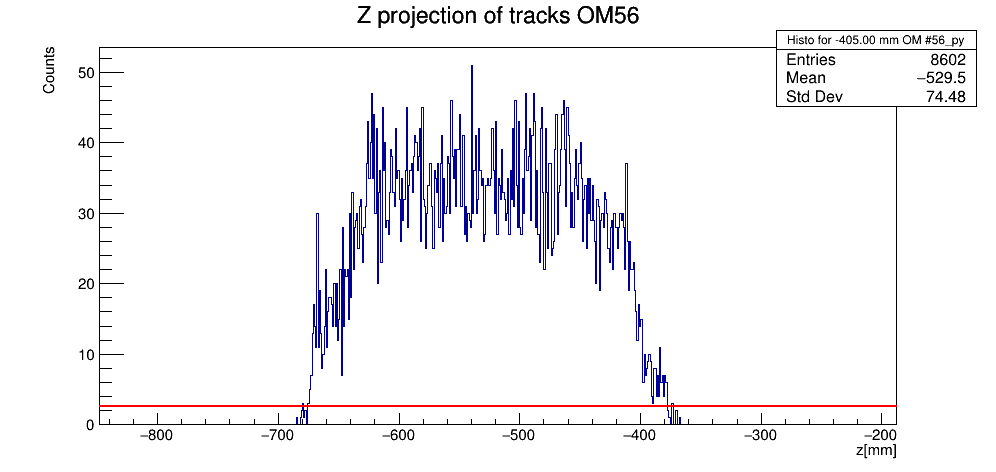 Z projection of tracks OM56
Histo for -405.00 mm OM #56_py
Entries 8602
Mean −529.5
Std Dev 74.48
Counts
50
40
30
20
10
0
−800 −700 −600 −500 −400 −300 −200
z[mm]